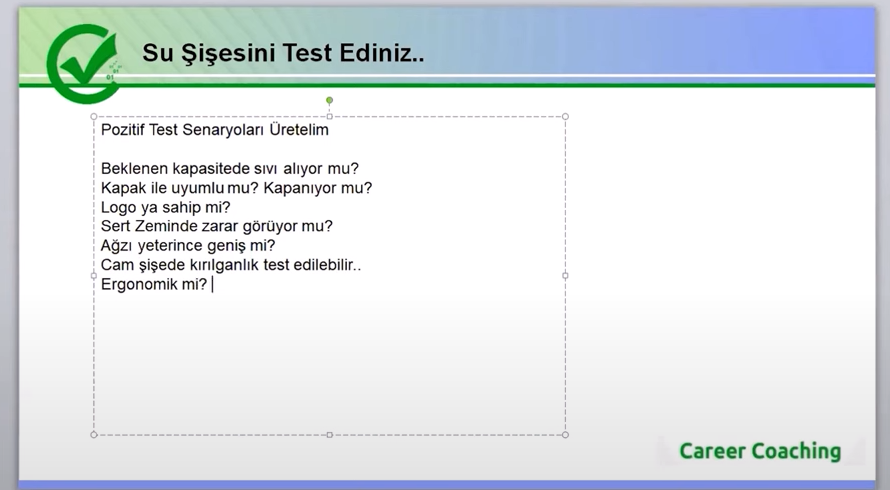 Su Şişesini Test Ediniz..
Pozitif Test Senaryoları Üretelim
Beklenen kapasitede sıvı alıyor mu?
Kapak ile uyumlu mu? Kapanıyor mu?
Logo ya sahip mi?
Sert Zeminde zarar görüyor mu?
Ağzı yeterince geniş mi?
Cam şişede kırılganlık test edilebilir..
Ergonomik mi?
Career Coaching